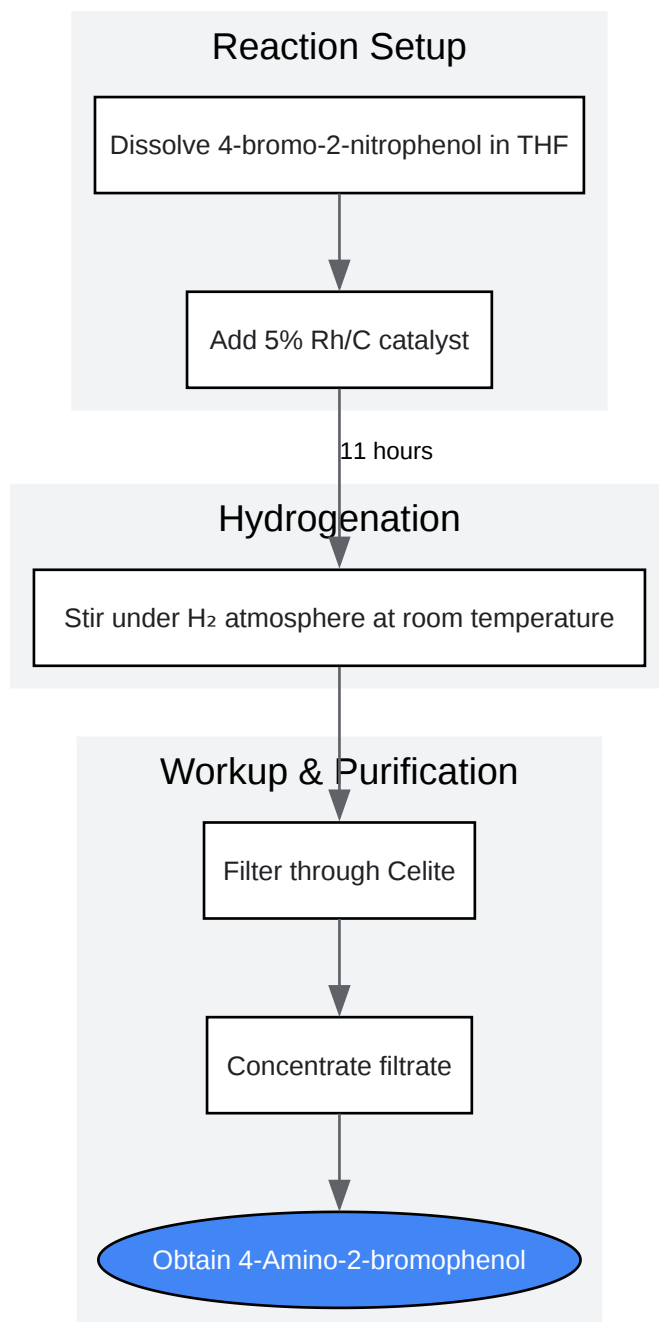 Reaction Setup
Dissolve 4-bromo-2-nitrophenol in THF
Add 5% Rh/C catalyst
11 hours
Hydrogenation
Stir under H₂ atmosphere at room temperature
Workup & Purification
Filter through Celite
Concentrate filtrate
Obtain 4-Amino-2-bromophenol